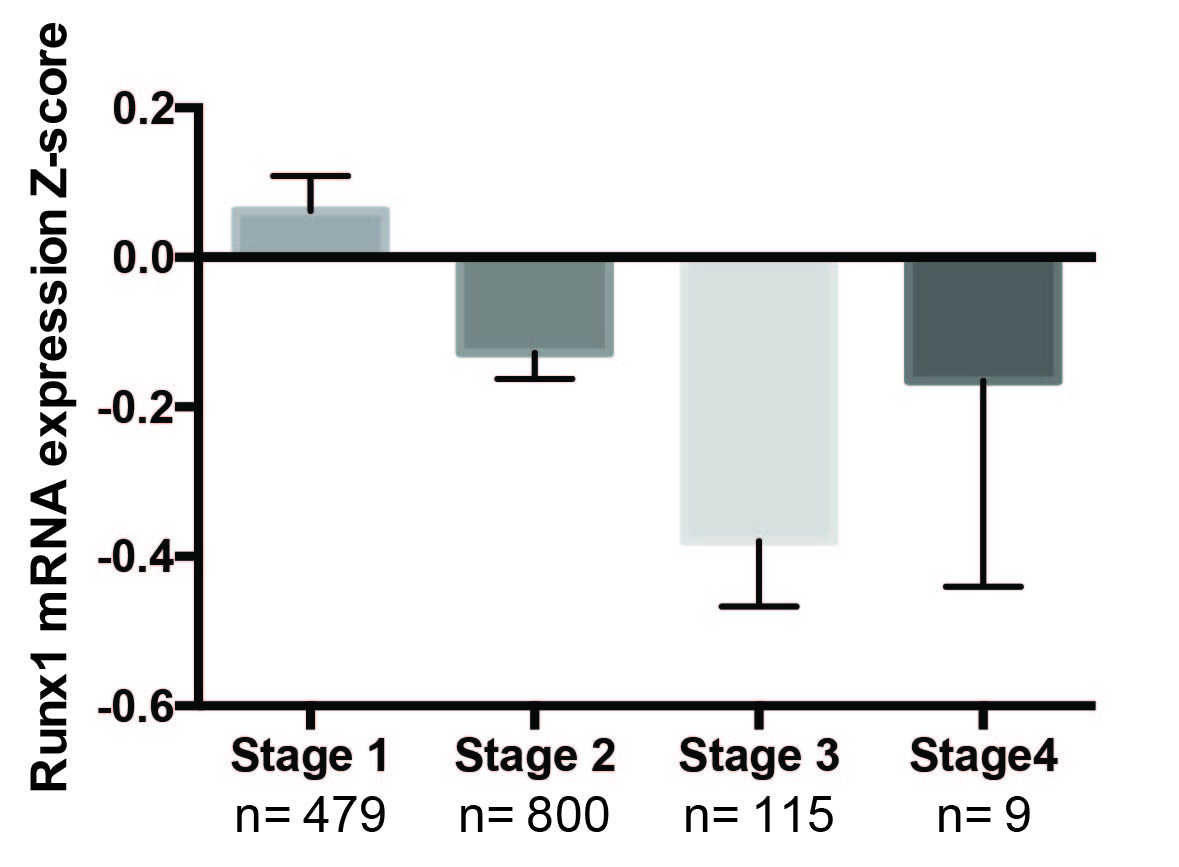 Runx1 mRNA expression Z-score
0.2
0.0
-0.2
-0.4
-0.6
Stage 1 Stage 2 Stage 3 Stage4
n= 479 n= 800 n= 115 n= 9